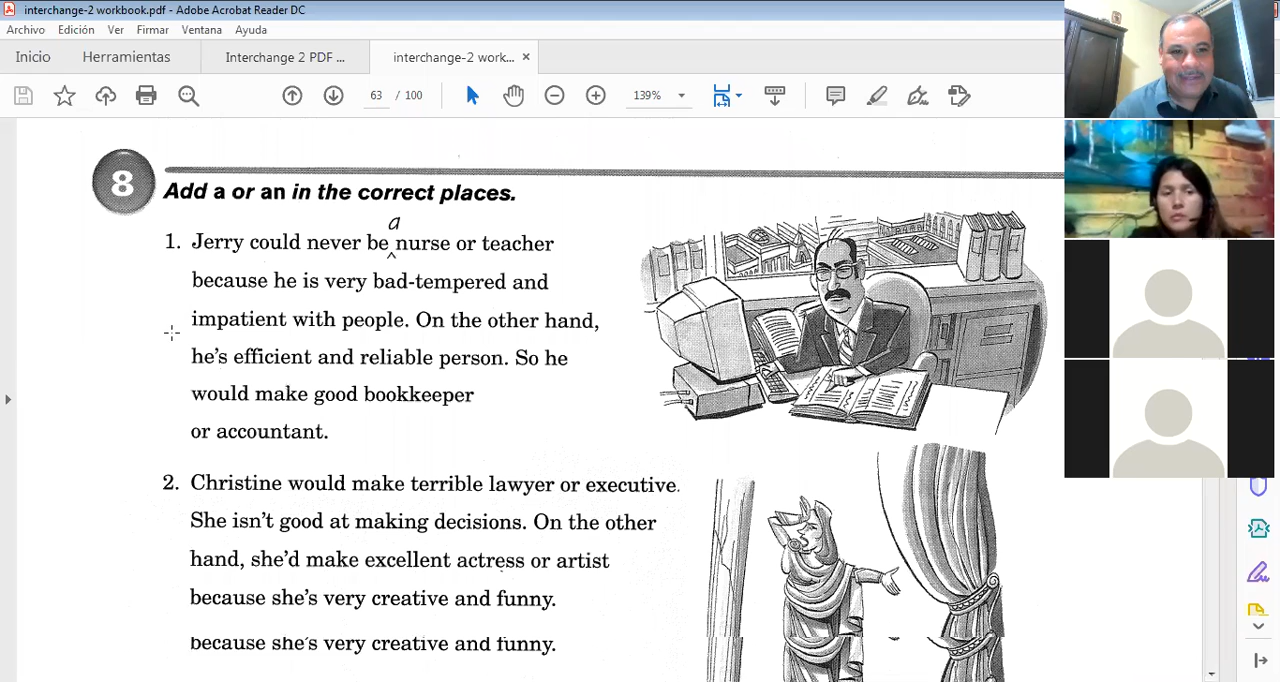 interchange-2 workbook.pdf - Adobe Acrobat Reader DC
Archivo Edición Ver Firmar Ventana Ayuda
Inicio Herramientas Interchange 2 PDF ... interchange-2 work... ×
63 / 100 139%
8 Add a or an in the correct places.
a
1. Jerry could never be ^ nurse or teacher
because he is very bad-tempered and
impatient with people. On the other hand,
he's efficient and reliable person. So he
would make good bookkeeper
or accountant.
2. Christine would make terrible lawyer or executive.
She isn't good at making decisions. On the other
hand, she'd make excellent actress or artist
because she's very creative and funny.
because she's very creative and funny.